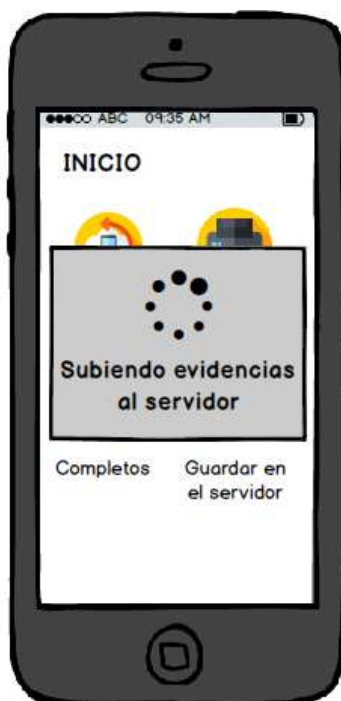 ABC 09:35 AM
INICIO
Subiendo evidencias
al servidor
Completos
Guardar en
el servidor